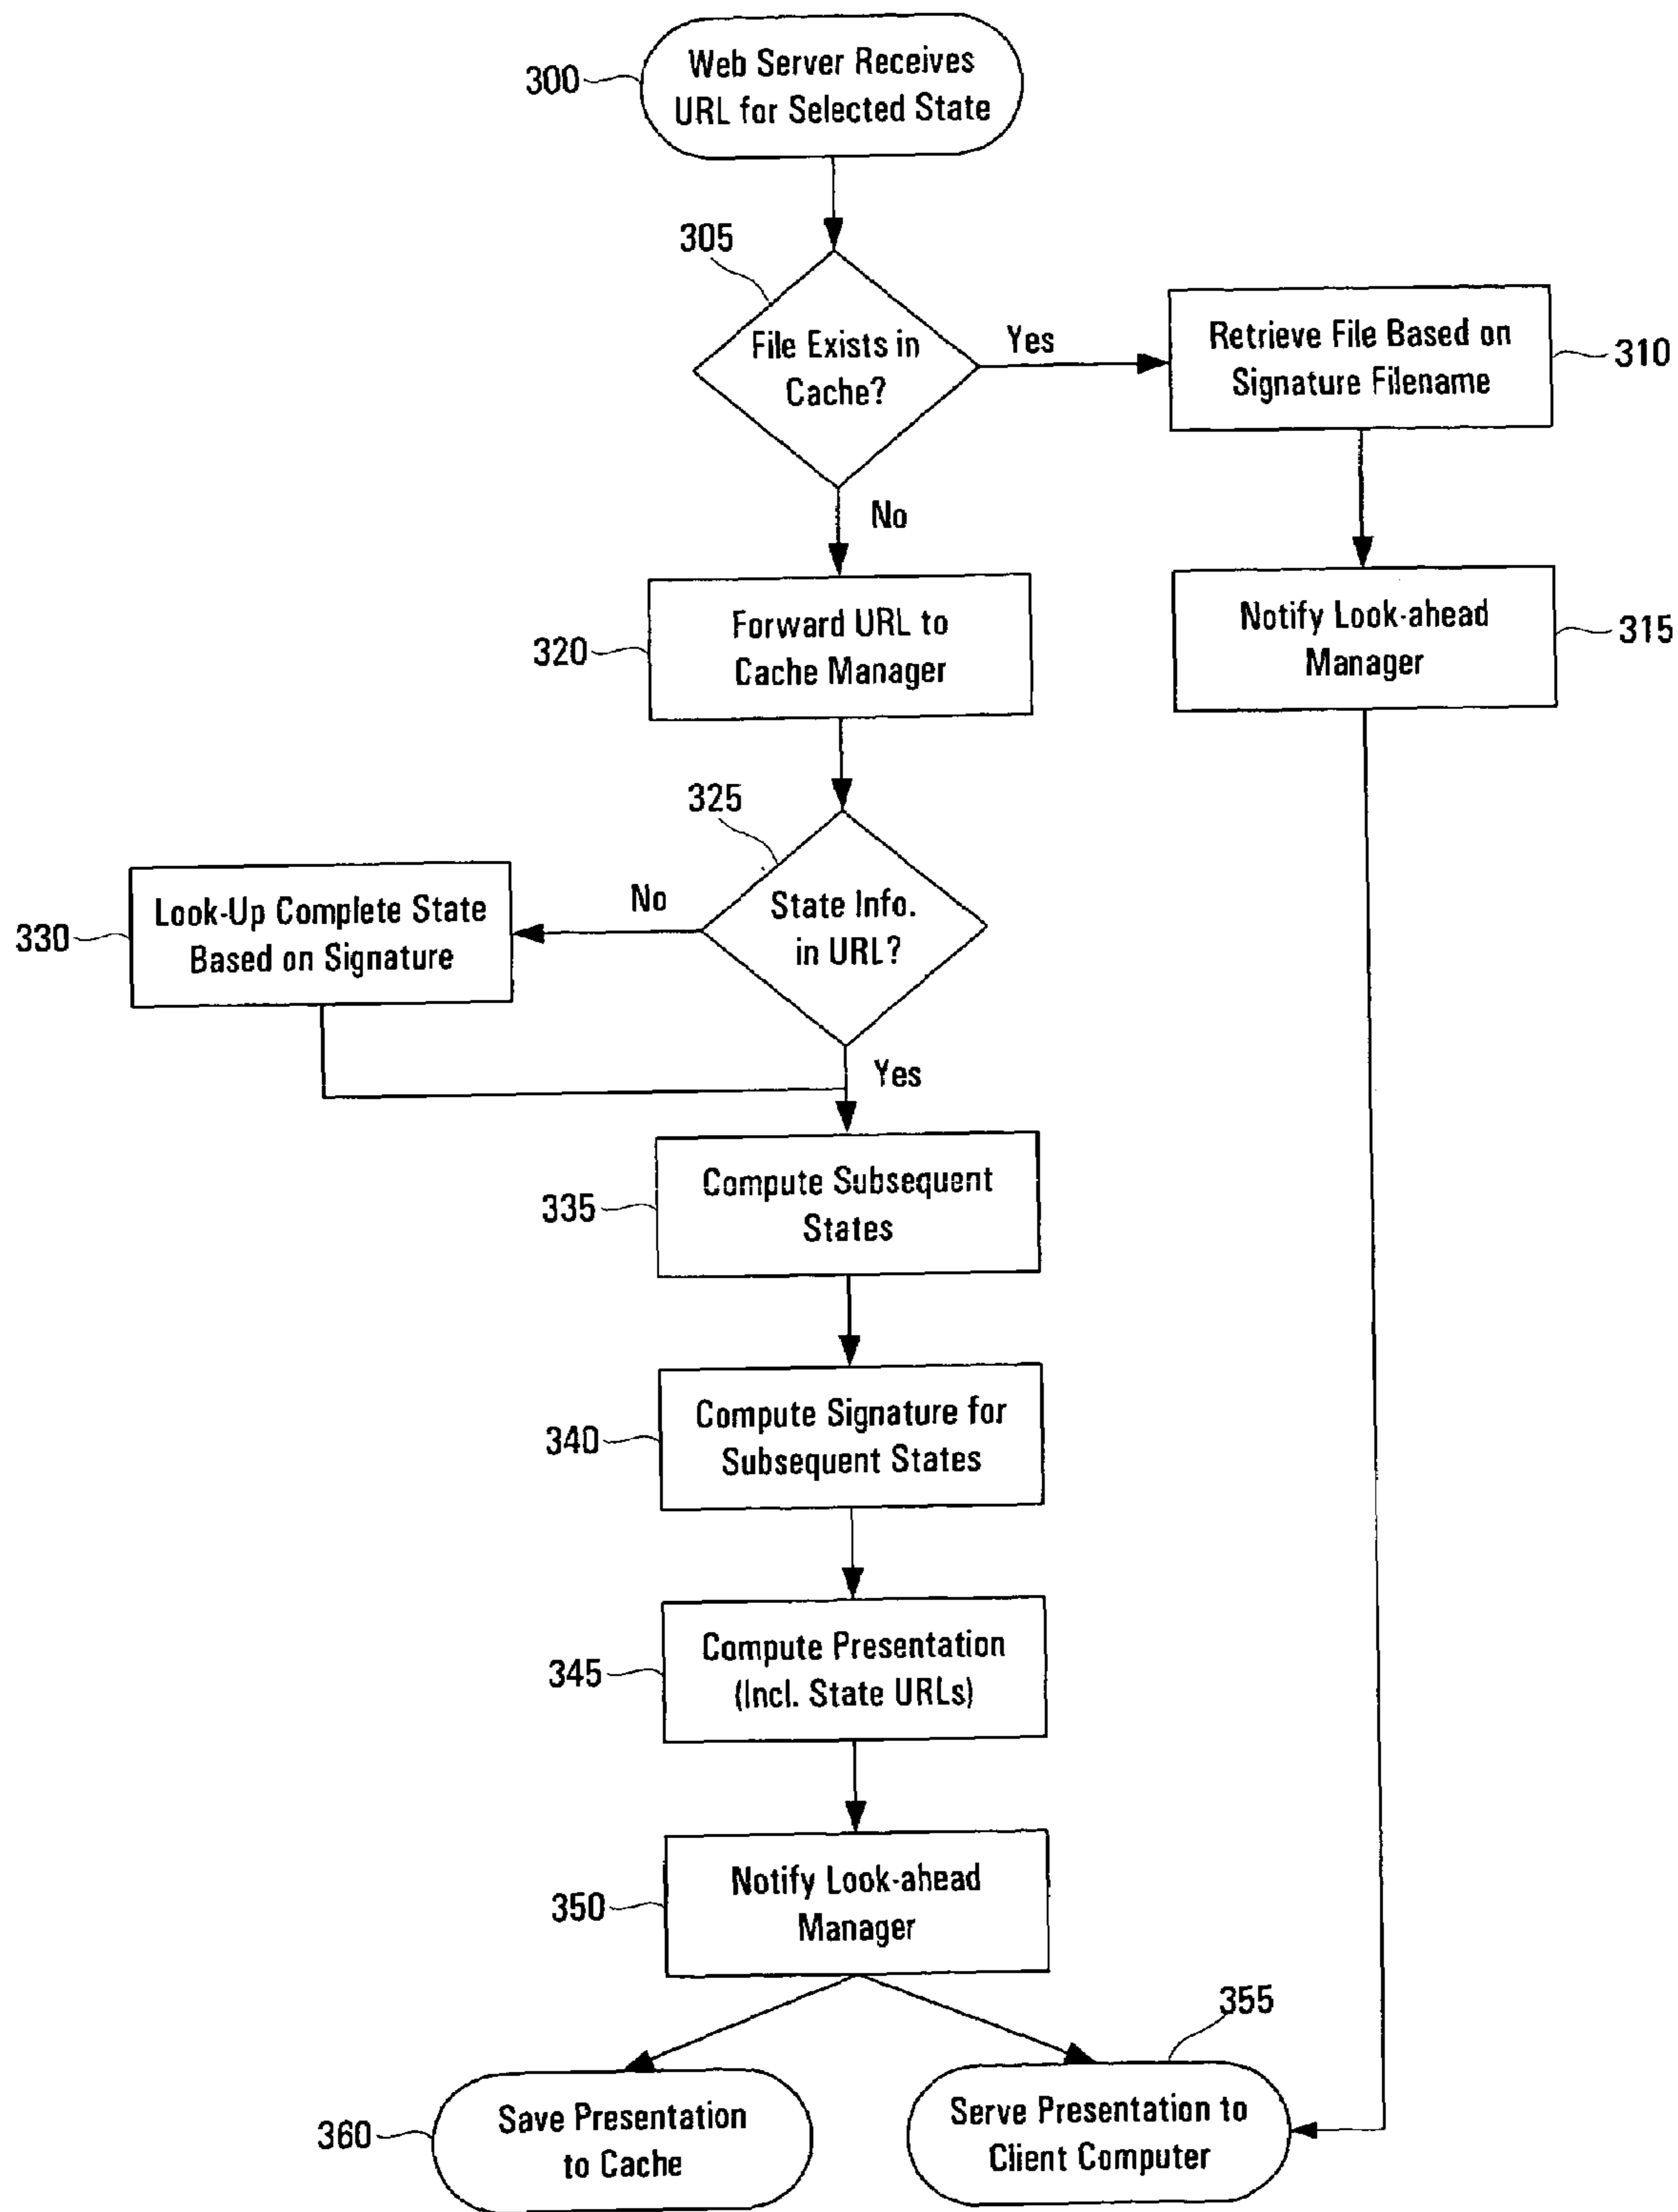 300
Web Server Receives
URL for Selected State
305
File Exists in
Cache?
Yes
Retrieve File Based on
Signature Filename
310
No
Notify Look-ahead
Manager
315
320
Forward URL to
Cache Manager
325
State Info.
in URL?
No
330
Look-Up Complete State
Based on Signature
Yes
335
Compute Subsequent
States
340
Compute Signature for
Subsequent States
345
Compute Presentation
(Incl. State URLs)
350
Notify Look-ahead
Manager
355
360
Save Presentation
to Cache
Serve Presentation to
Client Computer